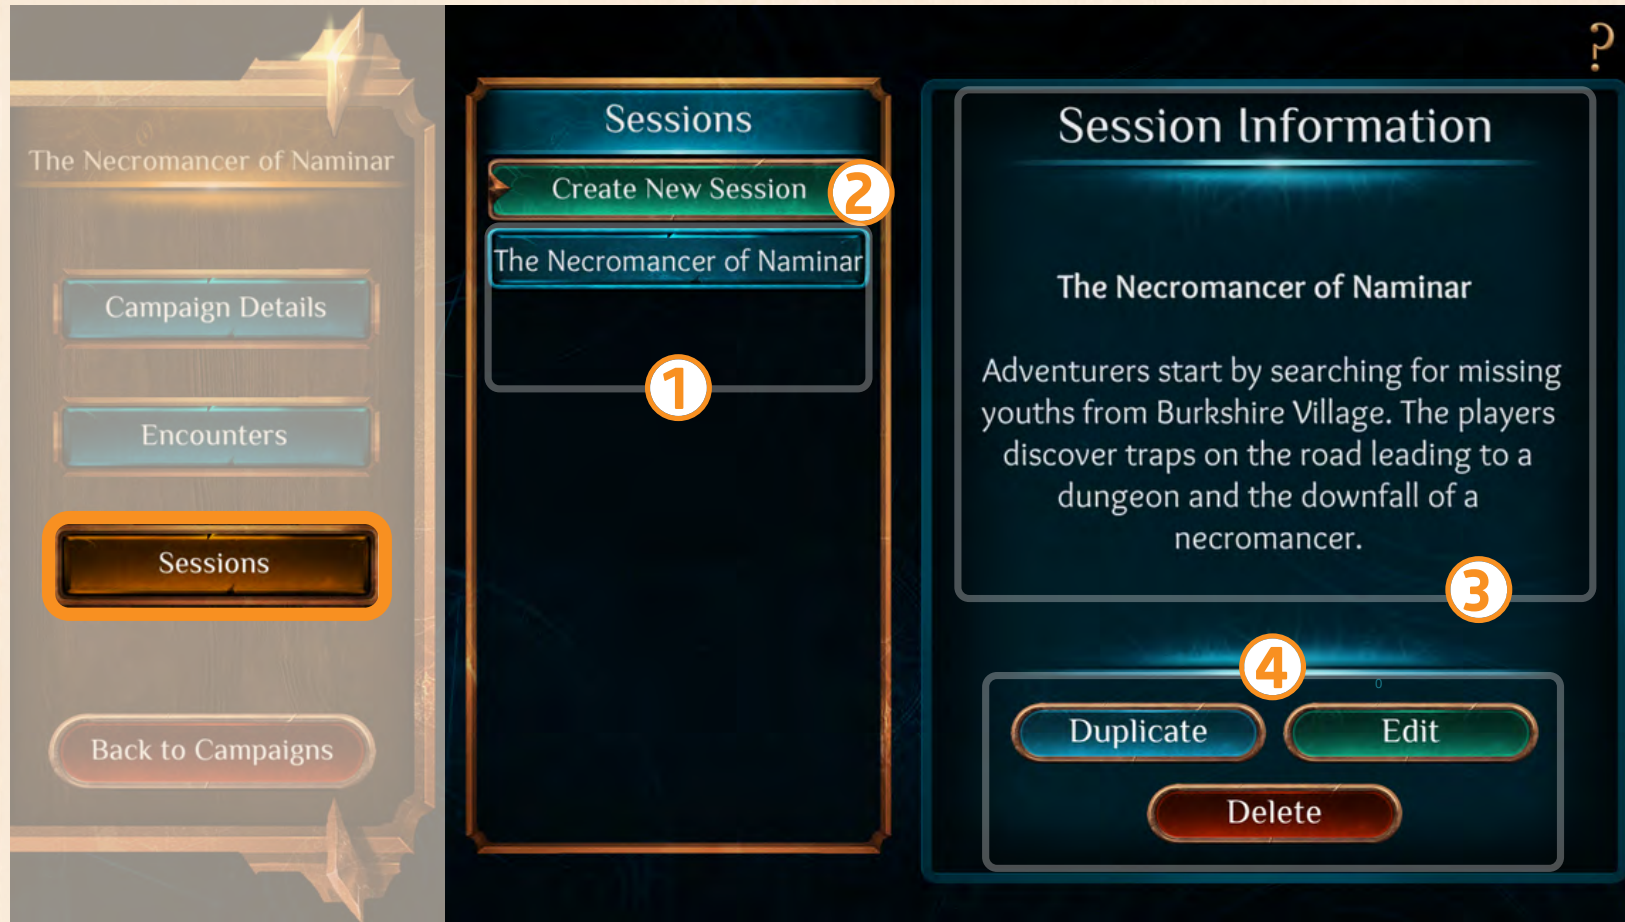 The Necromancer of Naminar
Campaign Details
Encounters
Sessions
Back to Campaigns
Sessions
Create New Session
2
The Necromancer of Naminar
1
?
Session Information
The Necromancer of Naminar
Adventurers start by searching for missing
youths from Burkshire Village. The players
discover traps on the road leading to a
dungeon and the downfall of a
necromancer.
3
4
0
Duplicate
Edit
Delete